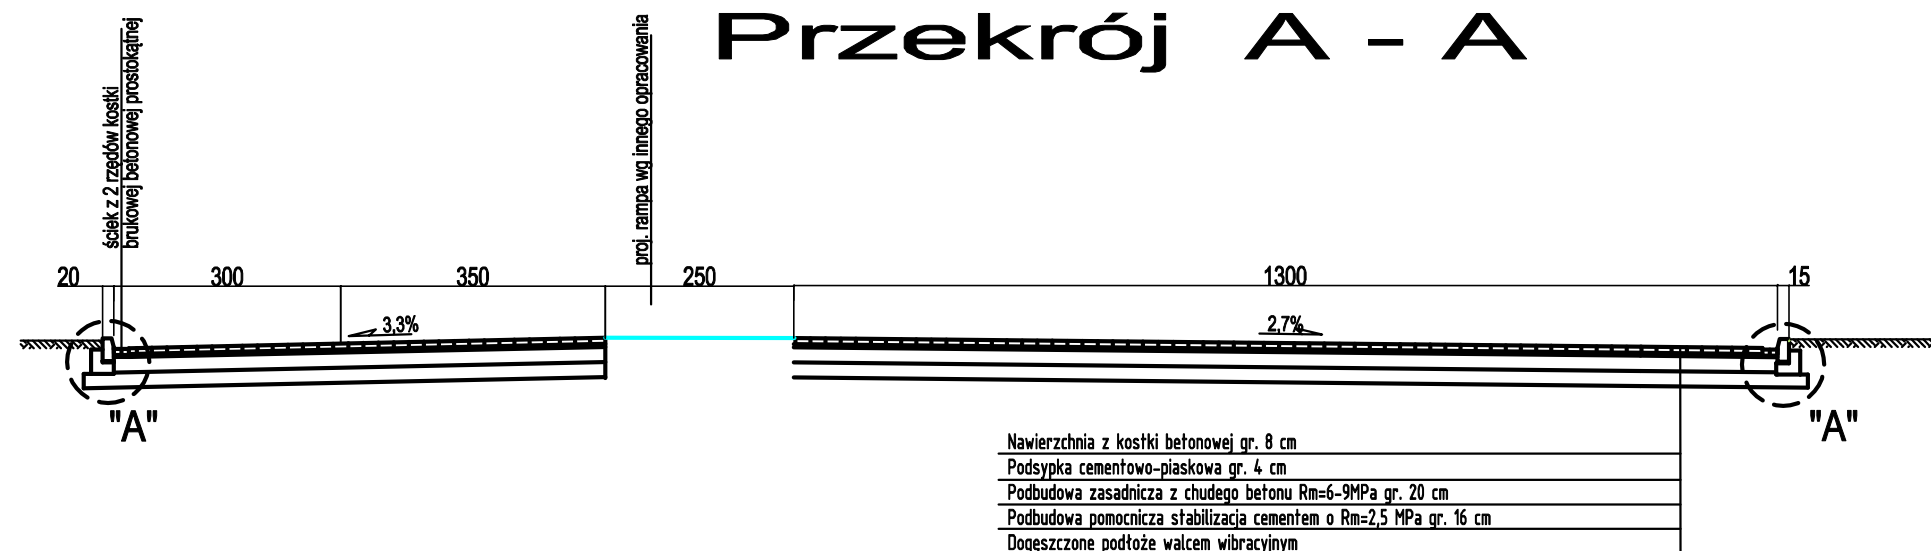 Przekrój A - A
ściek z 2 rzędów kostki
brukowej betonowej prostokątnej
proj. rampa wg innego opracowania
20
300
350
250
1300
15
3,3%
2,7%
"A"
"A"
Nawierzchnia z kostki betonowej gr. 8 cm
Podsypka cementowo-piaskowa gr. 4 cm
Podbudowa zasadnicza z chudego betonu Rm=6-9MPa gr. 20 cm
Podbudowa pomocnicza stabilizacja cementem o Rm=2,5 MPa gr. 16 cm
Dogęszczone podłoże walcem wibracyjnym